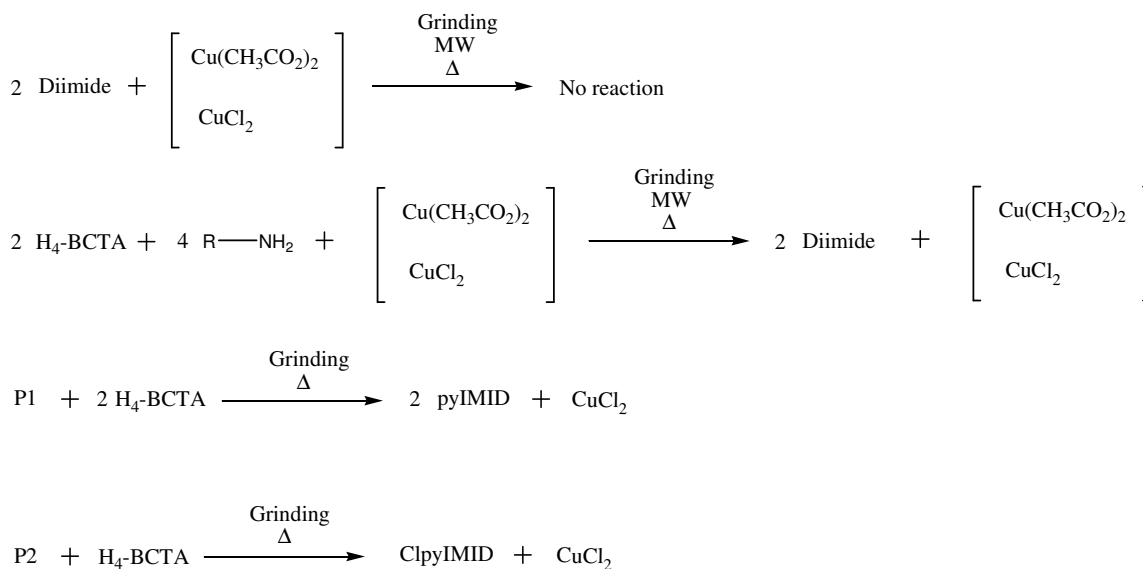 Grinding
MW
Δ
2 Diimide + Cu(CH₃CO₂)₂ CuCl₂ No reaction
Grinding
MW
Δ
2 H₄-BCTA + 4 R—NH₂ + Cu(CH₃CO₂)₂ CuCl₂ 2 Diimide + Cu(CH₃CO₂)₂ CuCl₂
Grinding
Δ
P1 + 2 H₄-BCTA 2 pyIMID + CuCl₂
Grinding
Δ
P2 + H₄-BCTA ClpyIMID + CuCl₂